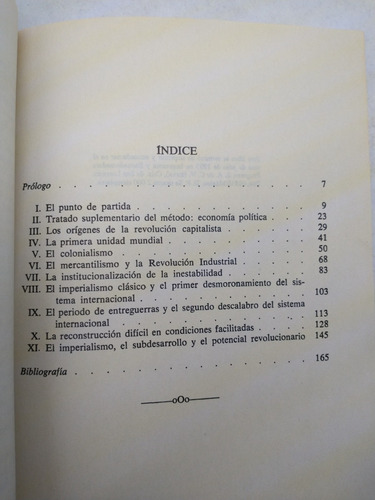 ÍNDICE
Prólogo . . . . . . . . . . . . . . 7
I. El punto de partida . . . . . . . . . . 9
II. Tratado suplementario del método: economía política . . 23
III. Los orígenes de la revolución capitalista . . . . . 29
IV. La primera unidad mundial . . . . . . . . 41
V. El colonialismo . . . . . . . . . . . 50
VI. El mercantilismo y la Revolución Industrial . . . . 68
VII. La institucionalización de la inestabilidad . . . . 83
VIII. El imperialismo clásico y el primer desmoronamiento del sis-
tema internacional . . . . . . . . . . 103
IX. El periodo de entreguerras y el segundo descalabro del sistema
internacional . . . . . . . . . . . 113
X. La reconstrucción difícil en condiciones facilitadas . . . 128
XI. El imperialismo, el subdesarrollo y el potencial revolucionario 145
Bibliografía . . . . . . . . . . . . . 165
—oOo—